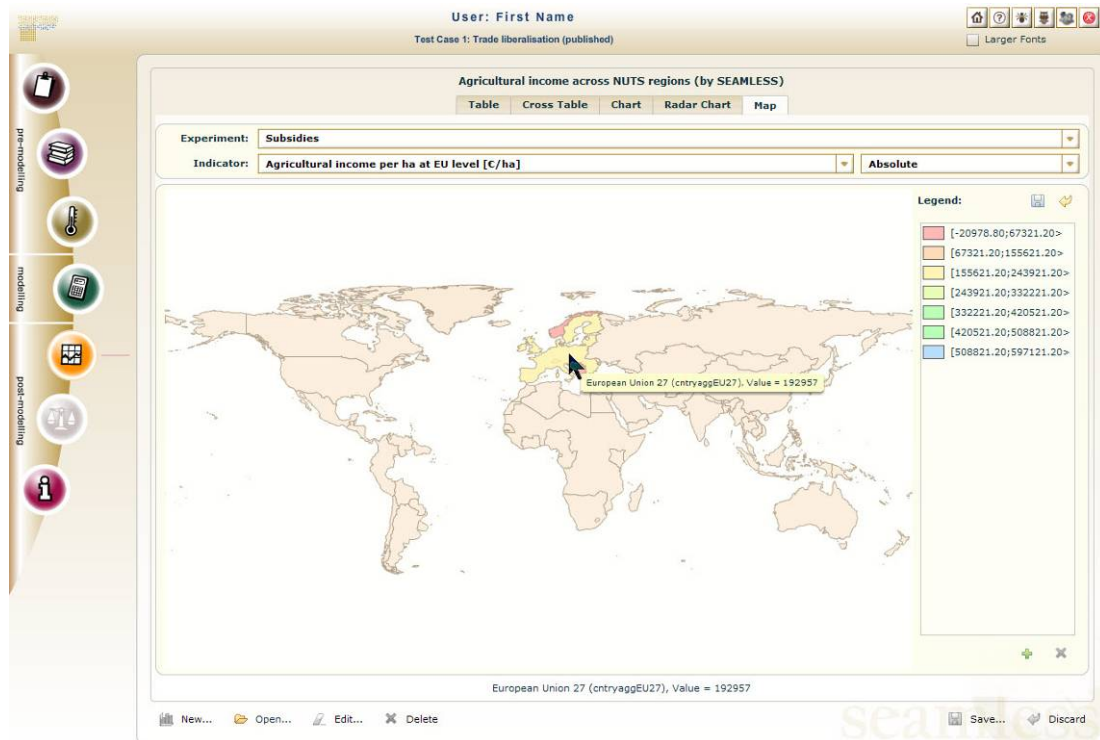 User: First Name
Test Case 1: Trade liberalisation (published)
Larger Fonts
pre-modelling
modelling
post-modelling
Agricultural income across NUTS regions (by SEAMLESS)
Table Cross Table Chart Radar Chart Map
Experiment: Subsidies
Indicator: Agricultural income per ha at EU level [€/ha] Absolute
Legend:
[-20978.80;67321.20>
[67321.20;155621.20>
[155621.20;243921.20>
[243921.20;332221.20>
[332221.20;420521.20>
[420521.20;508821.20>
[508821.20;597121.20>
European Union 27 (cntryaggEU27). Value = 192957
European Union 27 (cntryaggEU27), Value = 192957
New... Open... Edit... Delete
Save... Discard
seamless